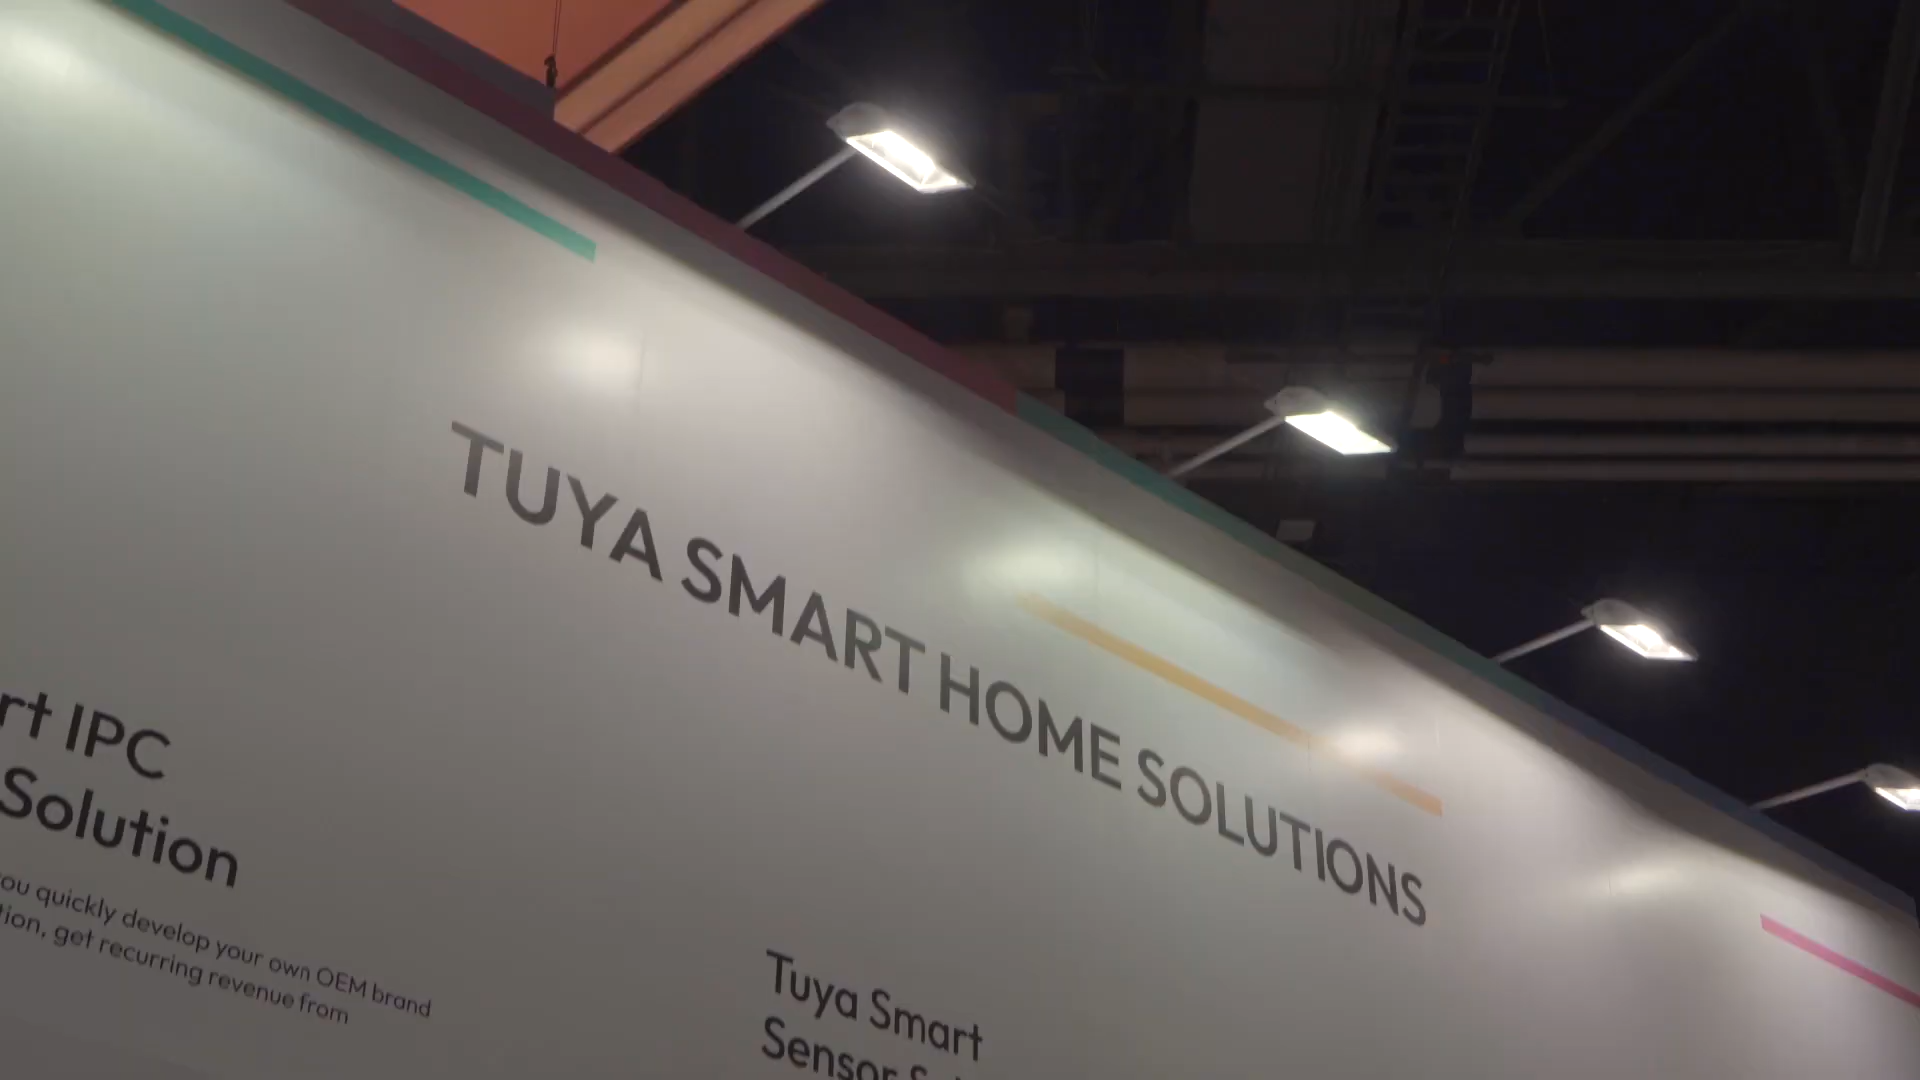 TUYA SMART HOME SOLUTIONS
rt IPC
Solution
ou quickly develop your own OEM brand
tion, get recurring revenue from
Tuya Smart
Sensor